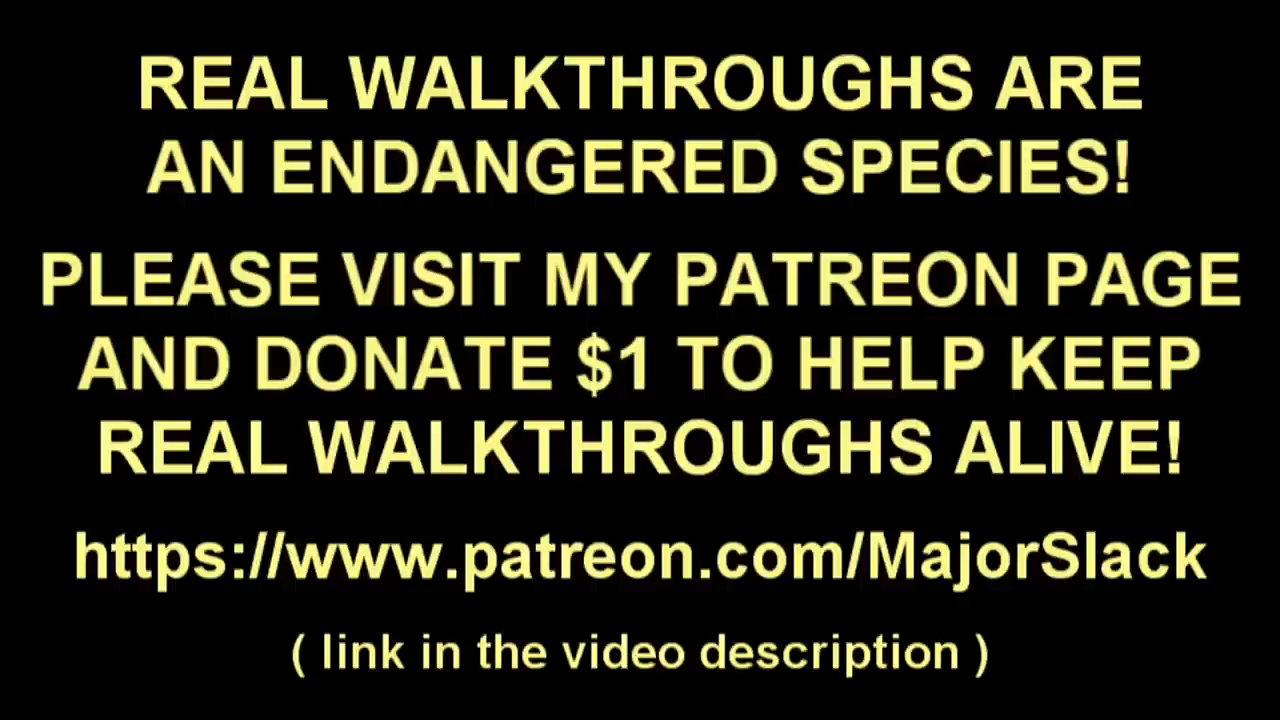 REAL WALKTHROUGHS ARE
AN ENDANGERED SPECIES!
PLEASE VISIT MY PATREON PAGE
AND DONATE $1 TO HELP KEEP
REAL WALKTHROUGHS ALIVE!
https://www.patreon.com/MajorSlack
( link in the video description )